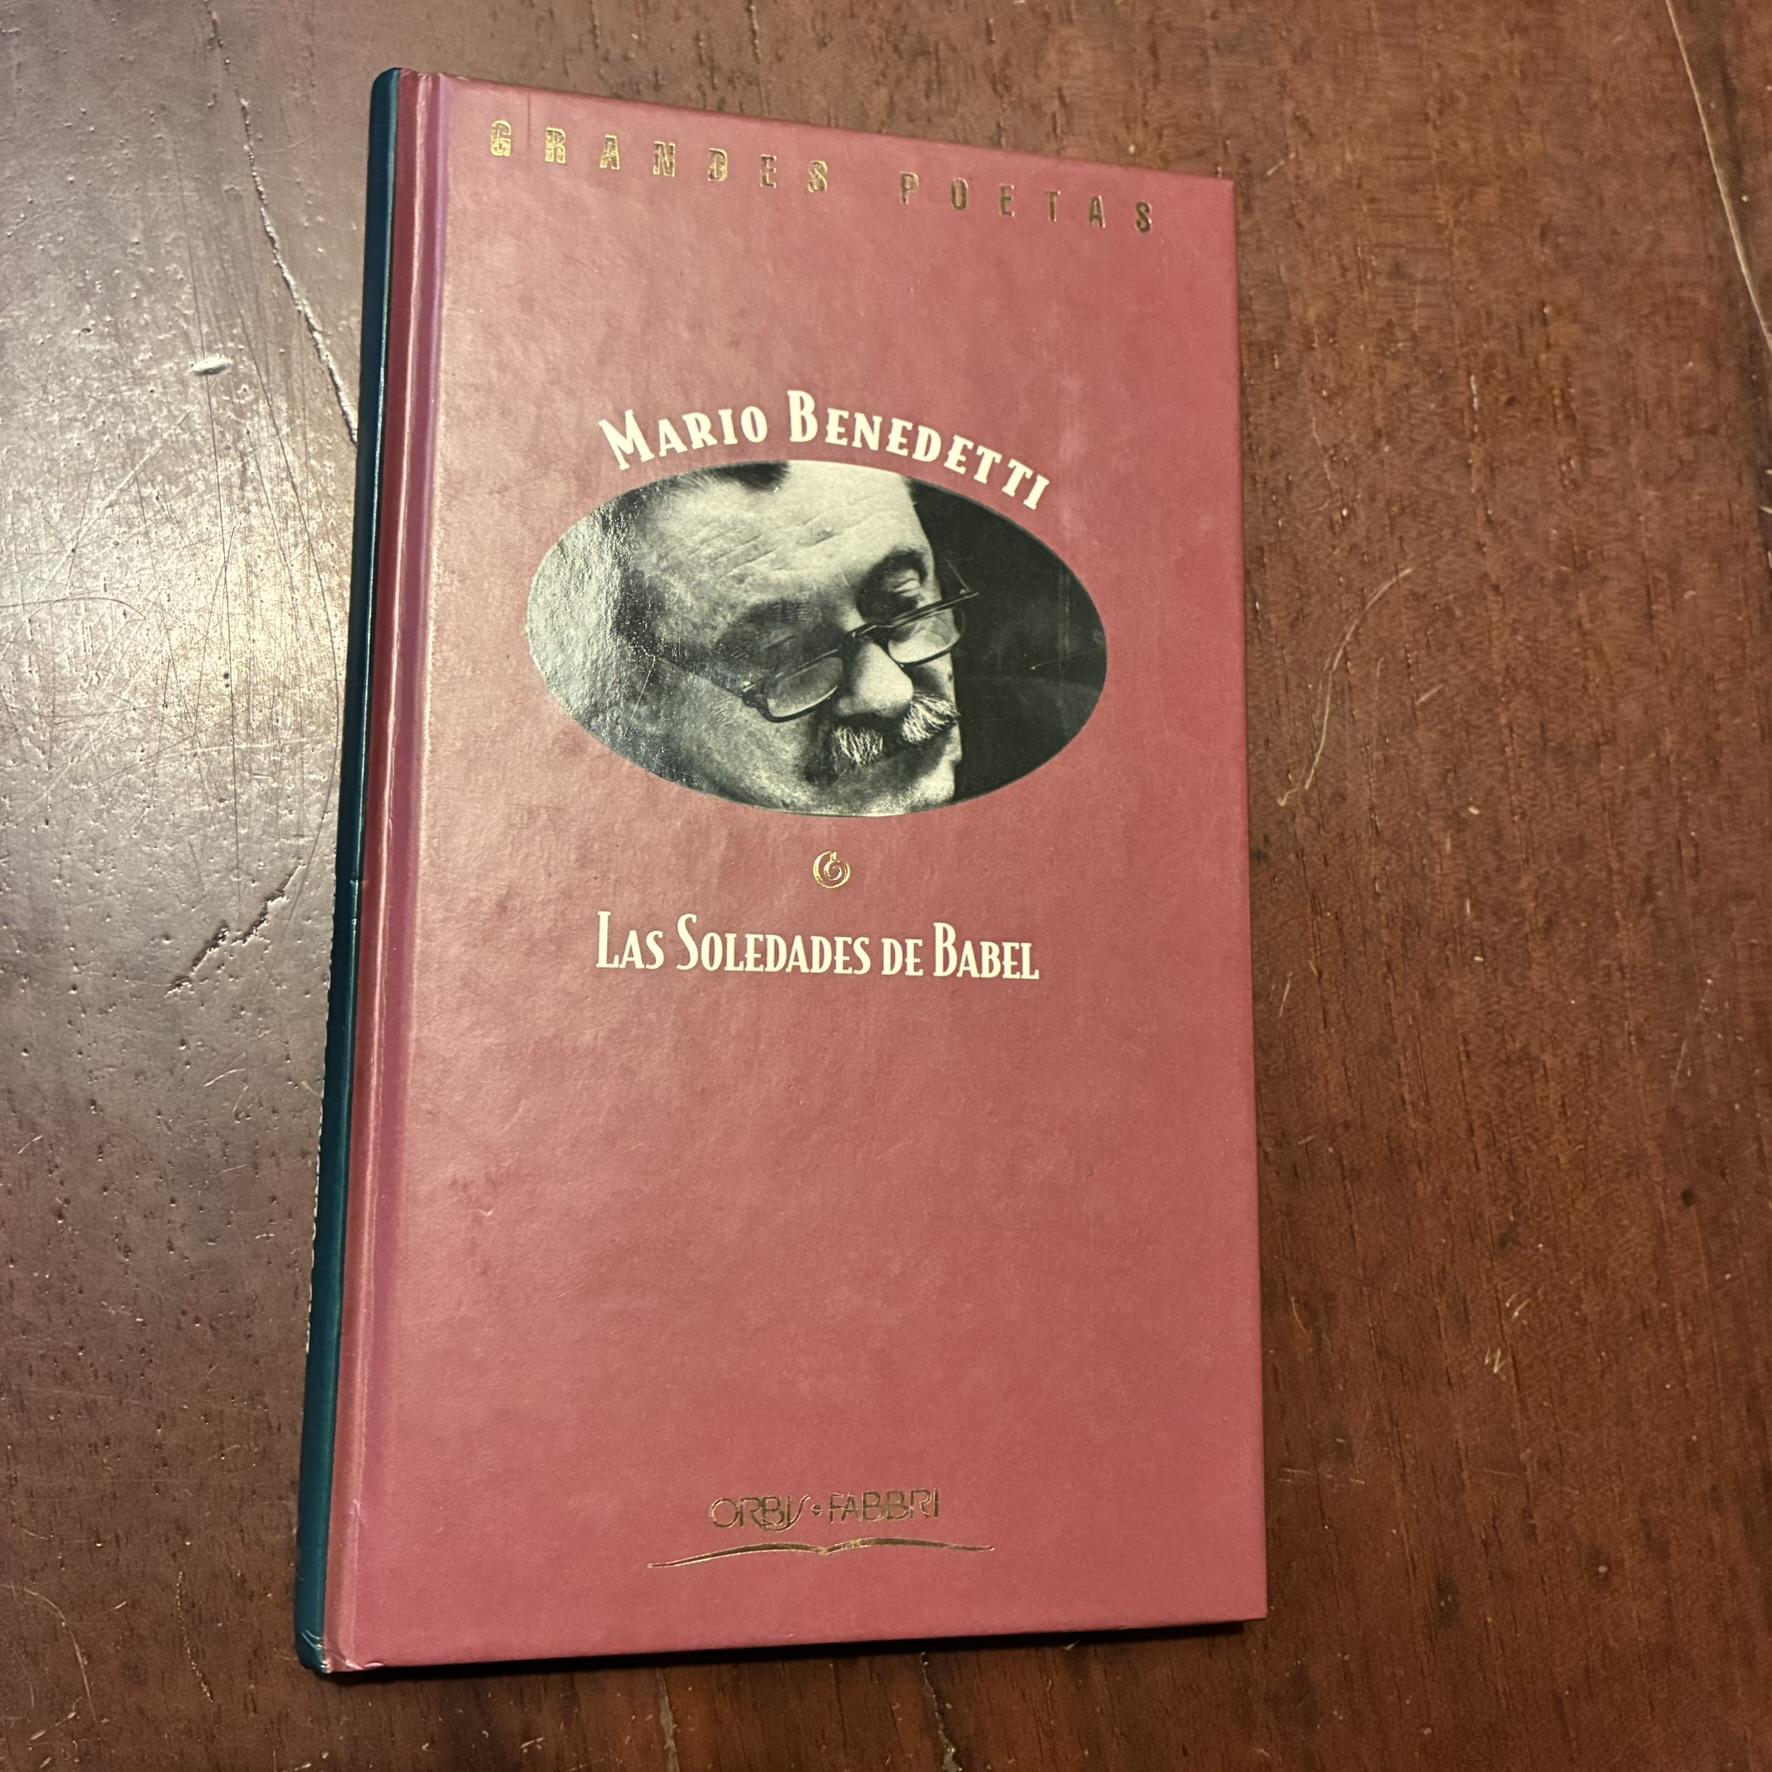 GRANDES POETAS
MARIO BENEDETTI
LAS SOLEDADES DE BABEL
ORBIS • FABBRI